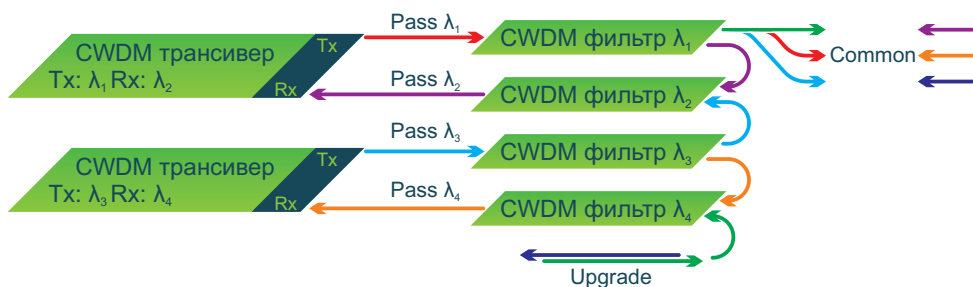 CWDM трансивер
Tx: λ₁ Rx: λ₂
Tx
Rx
Pass λ₁
Pass λ₂
CWDM фильтр λ₁
CWDM фильтр λ₂
Common
CWDM трансивер
Tx: λ₃ Rx: λ₄
Tx
Rx
Pass λ₃
Pass λ₄
CWDM фильтр λ₃
CWDM фильтр λ₄
Upgrade